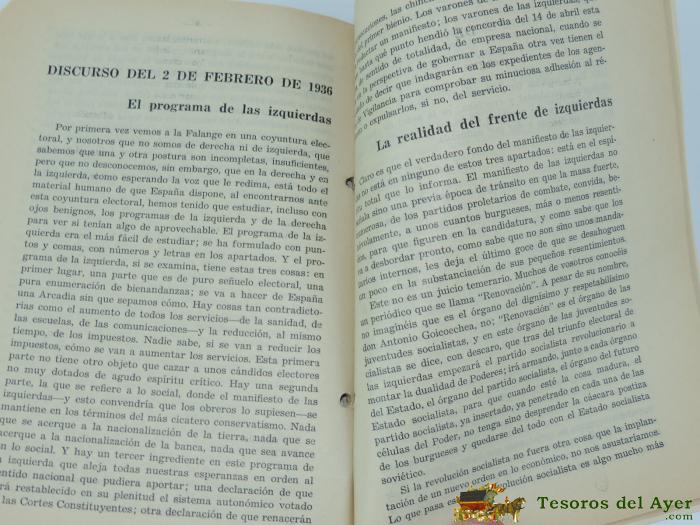 DISCURSO DEL 2 DE FEBRERO DE 1936
El programa de las izquierdas
Por primera vez vemos a la Falange en una coyuntura elec-
toral, y nosotros que no somos de derecha ni de izquierda, que
sabemos que una y otra postura son incompletas, insuficientes,
pero que no desconocemos, sin embargo, que en la derecha y en
la izquierda, como esperando la voz que le redima, está todo el
material humano de que España dispone, al encontrarnos ante
esta coyuntura electoral, hemos tenido que estudiar, incluso con
ojos benignos, los programas de la izquierda y de la derecha
para ver si tenían algo de aprovechable. El programa de la iz-
quierda era el más fácil de estudiar; se ha formulado con pun-
tos y comas, con números y letras en los apartados. Y el pro-
grama de la izquierda, si se examina, tiene estas tres cosas: en
primer lugar, una parte que es de puro señuelo electoral, una
pura enumeración de bienandanzas; se va a hacer de España
una Arcadia sin que sepamos cómo. Hay cosas tan contradicto-
rias como el aumento de todos los servicios—de la sanidad, de
las escuelas, de las comunicaciones—y la reducción, al mismo
tiempo, de los impuestos. Nadie sabe, si se van a reducir los
impuestos, cómo se van a aumentar los servicios. Esta primera
parte no tiene otro objeto que cazar a unos cándidos electores
no muy dotados de agudo espíritu crítico. Hay una segunda
parte, la que se refiere a lo social, donde el manifiesto de las
izquierdas—y esto convendría que los obreros lo supiesen—se
mantiene en los términos del más cicatero conservatismo. Nada
que se acerque a la nacionalización de la tierra, nada que se
acerque a la nacionalización de la banca, nada que sea avance
en lo social. Y hay un tercer ingrediente en este programa de
izquierda que aleja todas nuestras esperanzas en orden al
sentido nacional que pudiera aportar; una declaración de que
será restablecido en su plenitud el sistema autonómico votado
las Cortes Constituyentes; otra declaración de que renacerán
las chin
primer bienio. Los varones de
un manifiesto; los varones de las izquier-
hasta qué punto hendió la concordia del 14 de abril esta
de sentido de totalidad, de empresa nacional, cuando se
la perspectiva de gobernar a España otra vez tienen el
de decir que indagarán en los expedientes de los agen-
de Vigilancia para comprobar su minuciosa adhesión al ré-
o expulsarlos, si no, del servicio.
La realidad del frente de izquierdas
Claro es que el verdadero fondo del manifiesto de las izquier-
no está en ninguno de estos tres apartados: está en el espí-
total que lo informa. El manifiesto de las izquierdas no
sino una previa época de tránsito en que la masa fuerte,
de los partidos proletarios de combate, convida, be-
a unos cuantos burgueses, más o menos resenti-
para que figuren en la candidatura, y como sabe que los
a desbordar pronto, como sabe que no son sino unos manda-
tarios internos, les deja el último goce de que se desahoguen
un poco en la substanciación de sus pequeños resentimientos.
Este no es un juicio temerario. Muchos de vosotros conocéis
un periódico que se llama "Renovación". A pesar de su nombre,
no imaginéis que es el órgano del dignísimo y respetabilísimo
don Antonio Goicoechea, no; "Renovación" es el órgano de las
juventudes socialistas, y en este órgano de las juventudes so-
cialistas se dice, con descaro, que tras del triunfo electoral de
las izquierdas empezará el partido socialista revolucionario a
montar la dualidad de Poderes; irá armando, junto a cada órgano
del Estado, el órgano del partido socialista, el órgano del futuro
Estado socialista, para que cuando esté la cosa madura, el
partido socialista, ya insertado, ya penetrado en cada una de las
células del Poder, no tenga sino desprender la cáscara postiza
de los burgueses y quedarse del todo con el Estado socialista
soviético.
Si la revolución socialista no fuera otra cosa que la implan-
tación de un nuevo orden en lo económico, no nos asustaríamos.
Lo que pasa es que la revolución socialista es algo mucho más
Tesoros del Ayer
.com